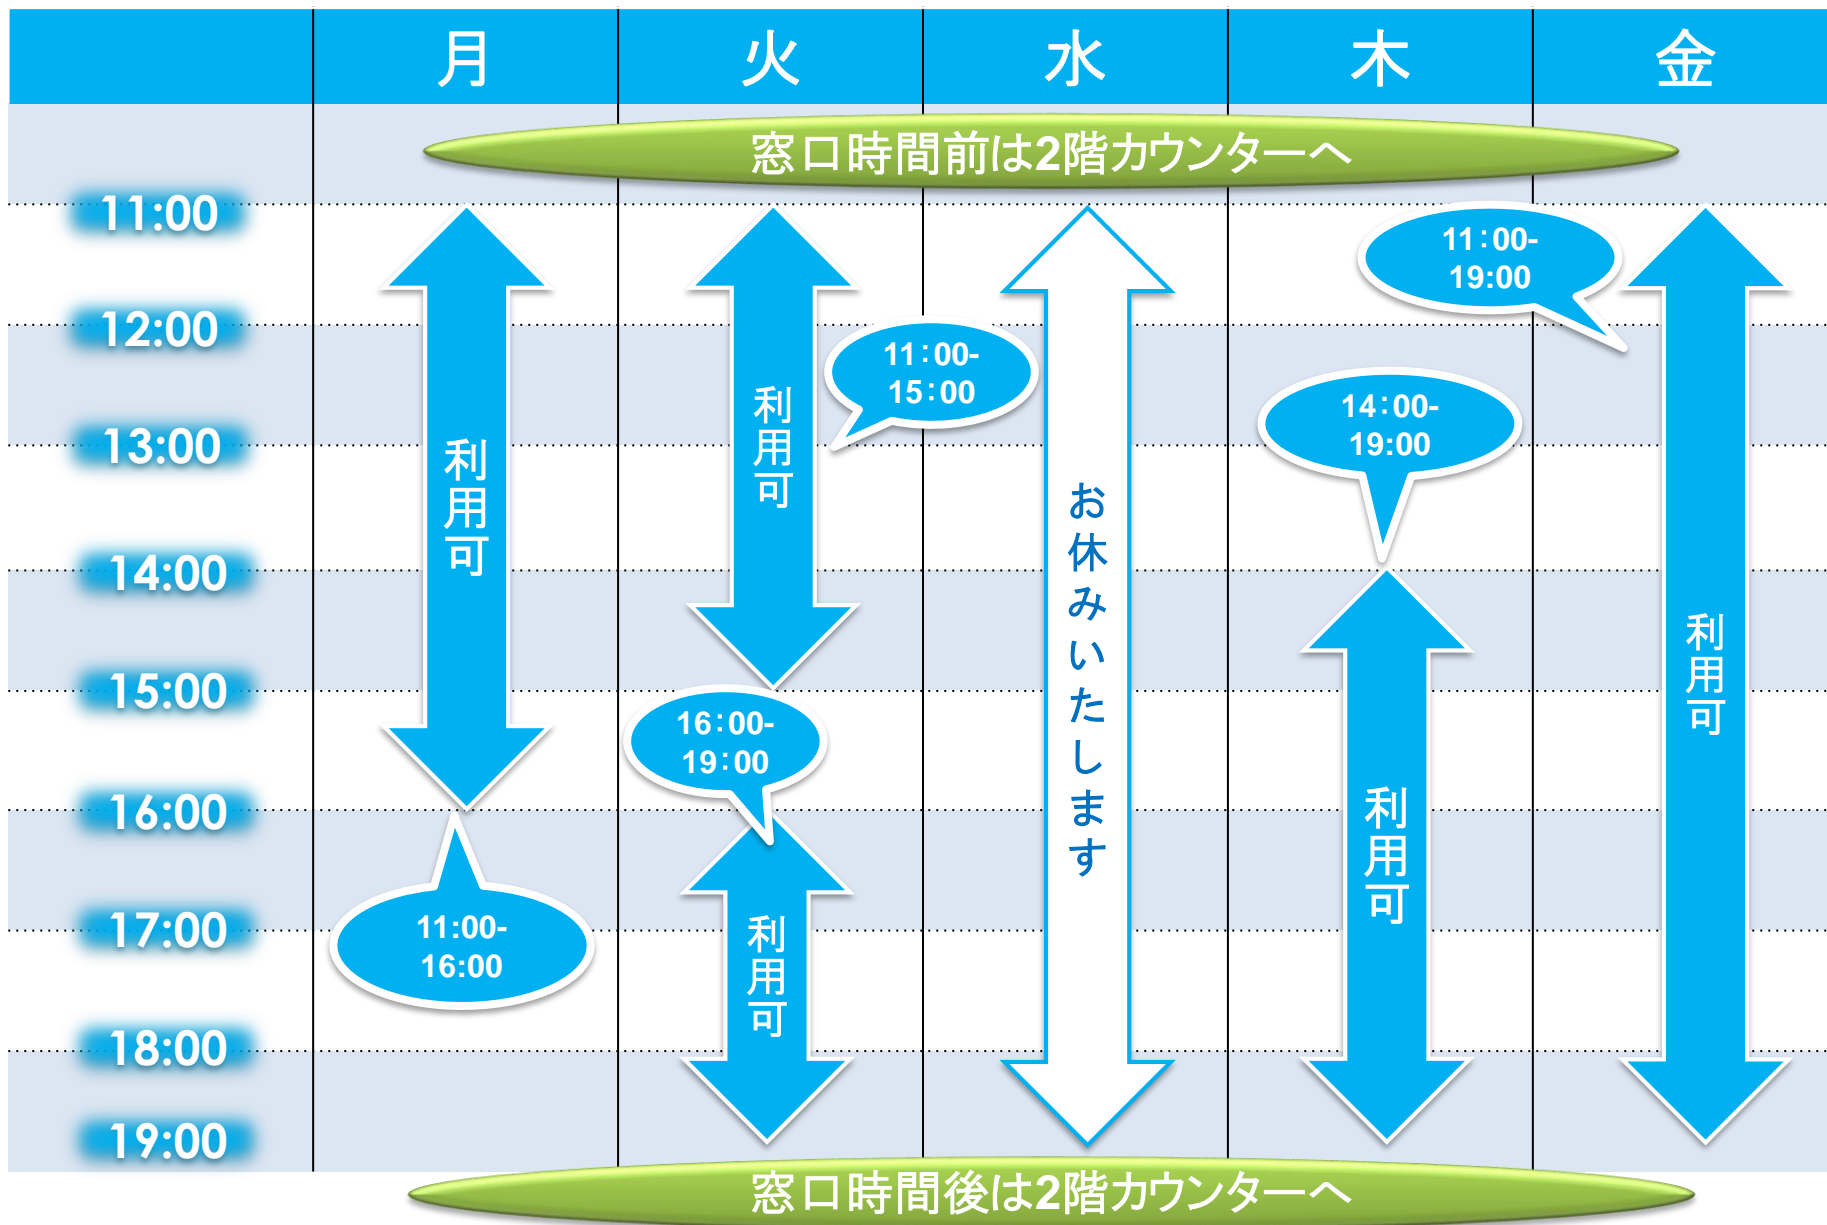 月 火 水 木 金
窓口時間前は2階カウンターへ
11:00
12:00
13:00
14:00
15:00
16:00
17:00
18:00
19:00
利用可
11:00-
16:00
利用可
11：00-
15：00
16：00-
19：00
利用可
お休みいたします
14：00-
19:00
利用可
11：00-
19:00
利用可
窓口時間後は2階カウンターへ